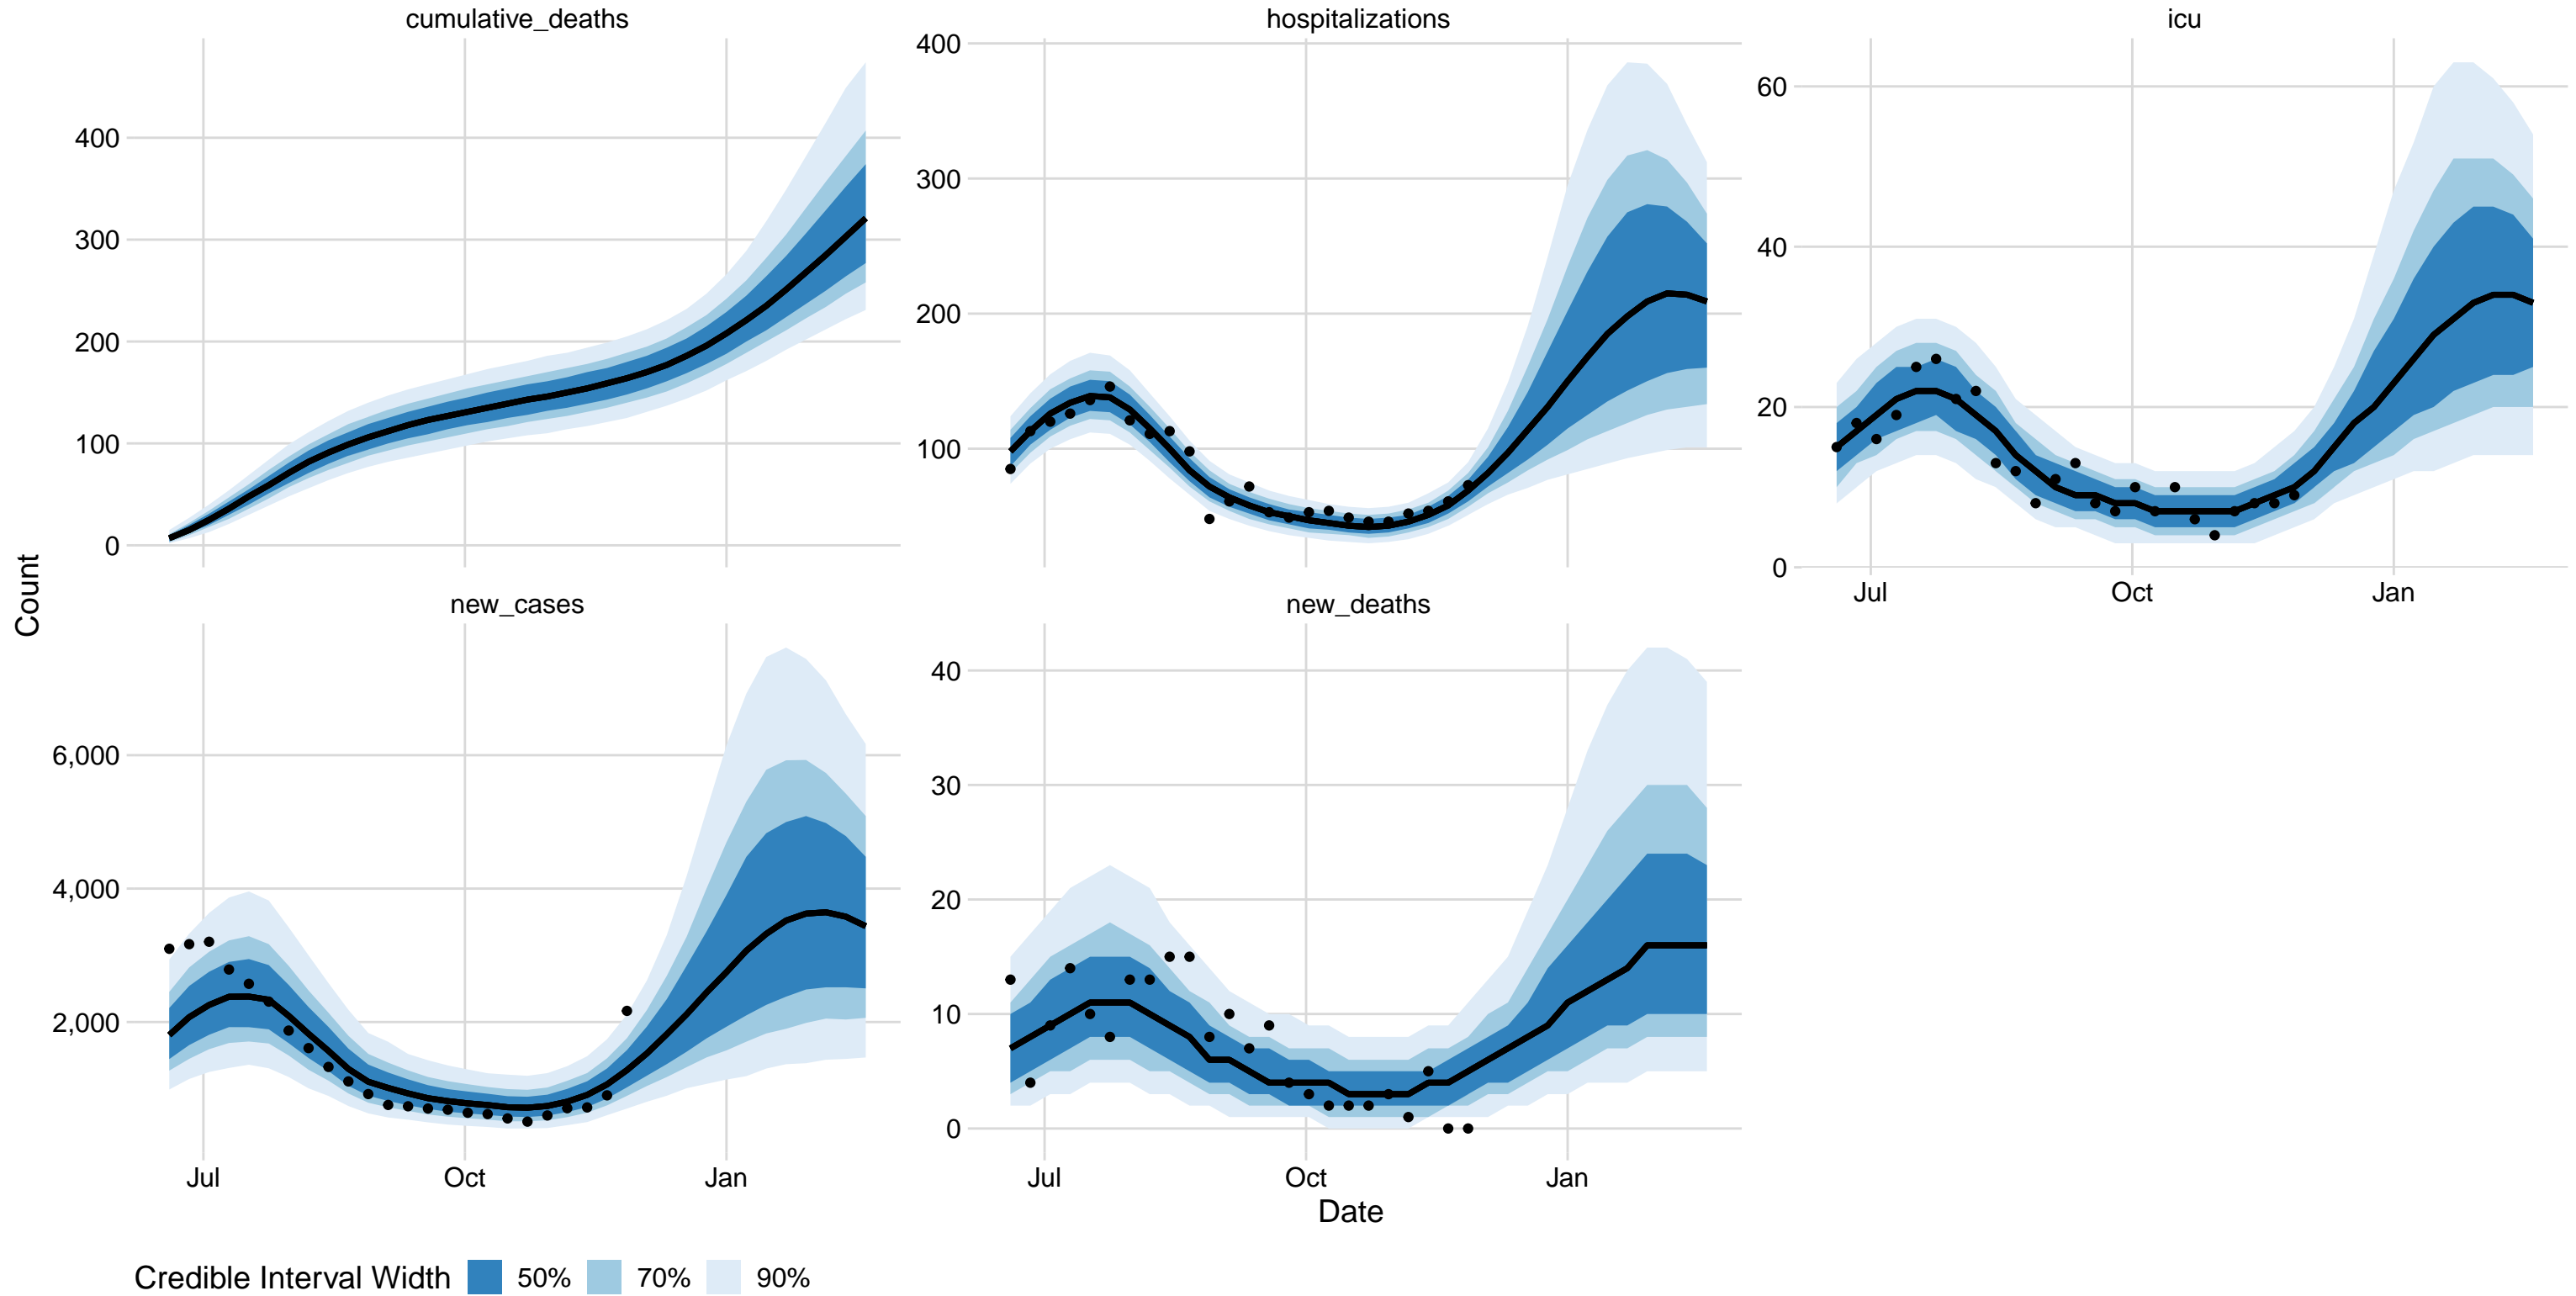 cumulative_deaths
hospitalizations
icu
400
300
200
100
0
400
300
200
100
60
40
20
0
Jul
Oct
Jan
Count
new_cases
new_deaths
6,000
4,000
2,000
40
30
20
10
0
Jul
Oct
Jan
Jul
Oct
Jan
Date
Credible Interval Width 50% 70% 90%